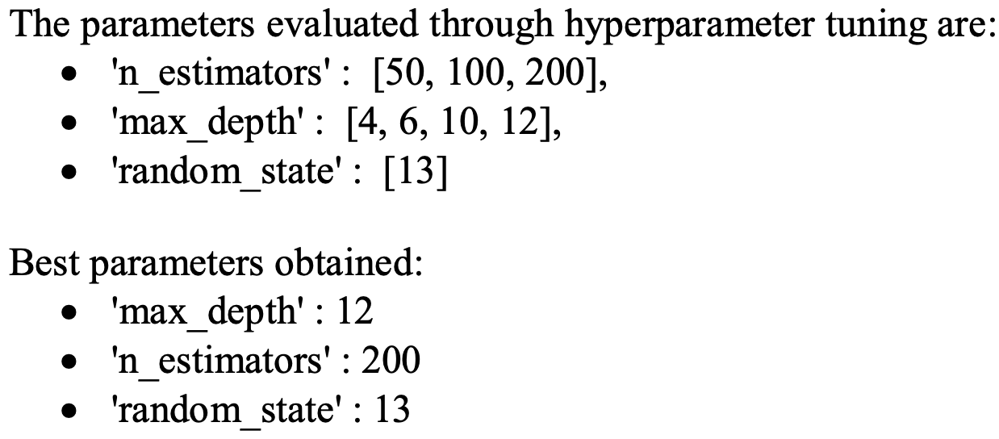 The parameters evaluated through hyperparameter tuning are:
• 'n_estimators' : [50, 100, 200],
• 'max_depth' : [4, 6, 10, 12],
• 'random_state' : [13]
Best parameters obtained:
• 'max_depth' : 12
• 'n_estimators' : 200
• 'random_state' : 13